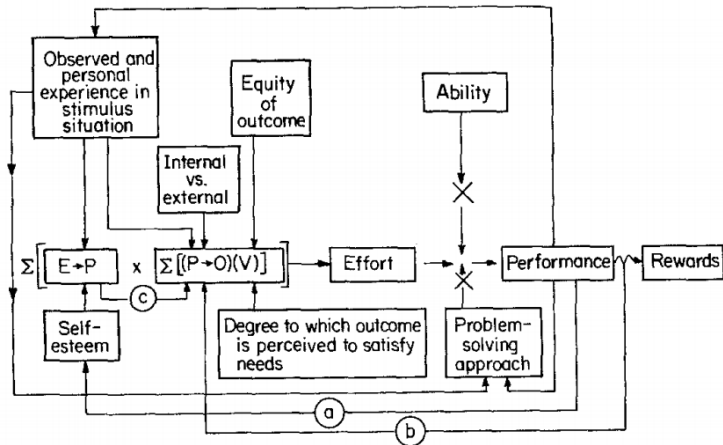 Observed and
personal
experience in
stimulus
situation
Equity
of
outcome
Ability
Internal
vs.
external
Σ[ E→P x Σ[(P→O)(V)] ]
Effort
Performance
Rewards
c
Self-
esteem
Degree to which outcome
is perceived to satisfy
needs
Problem-
solving
approach
a
b